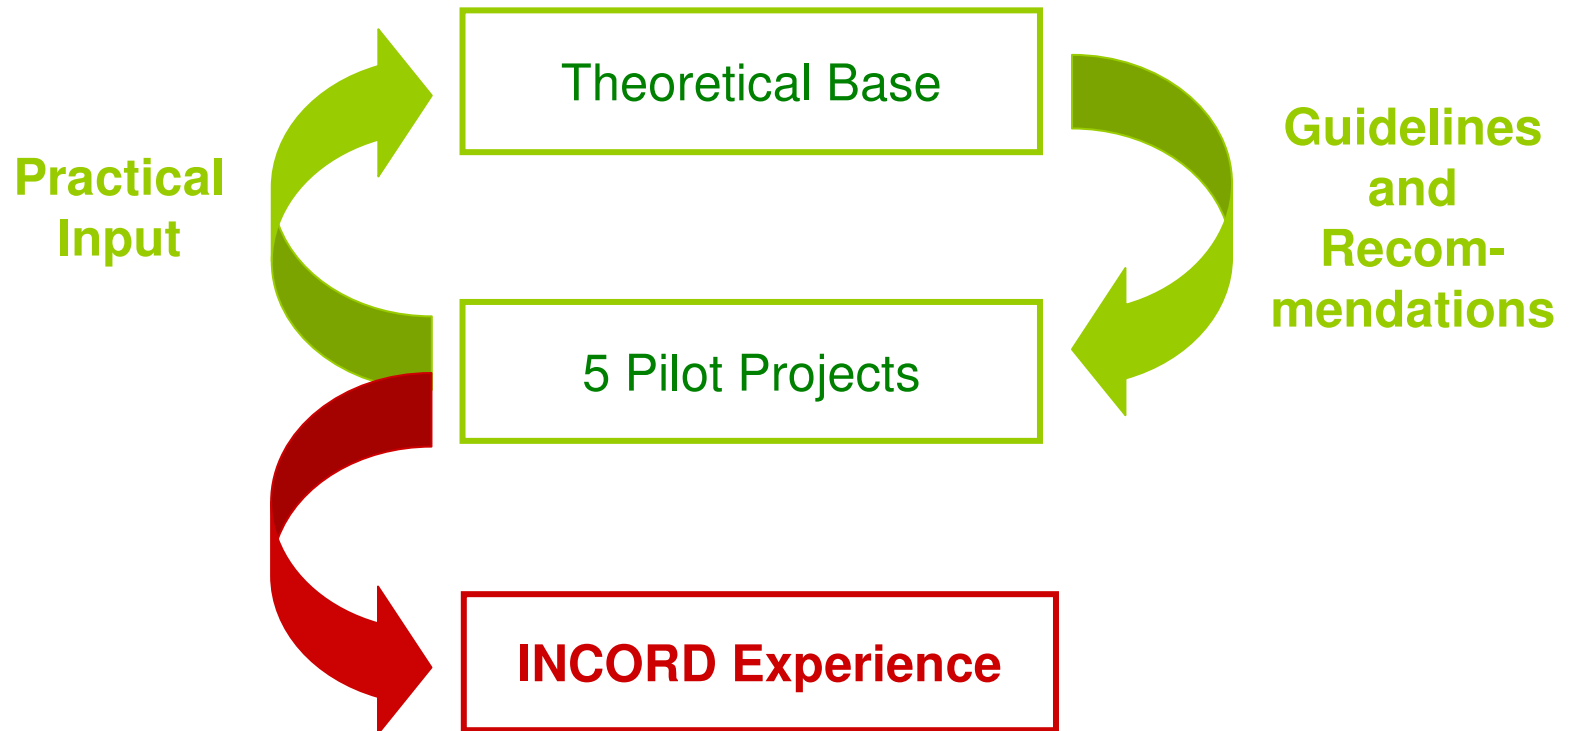 Theoretical Base
Practical
Input
Guidelines
and
Recom-
mendations
5 Pilot Projects
INCORD Experience